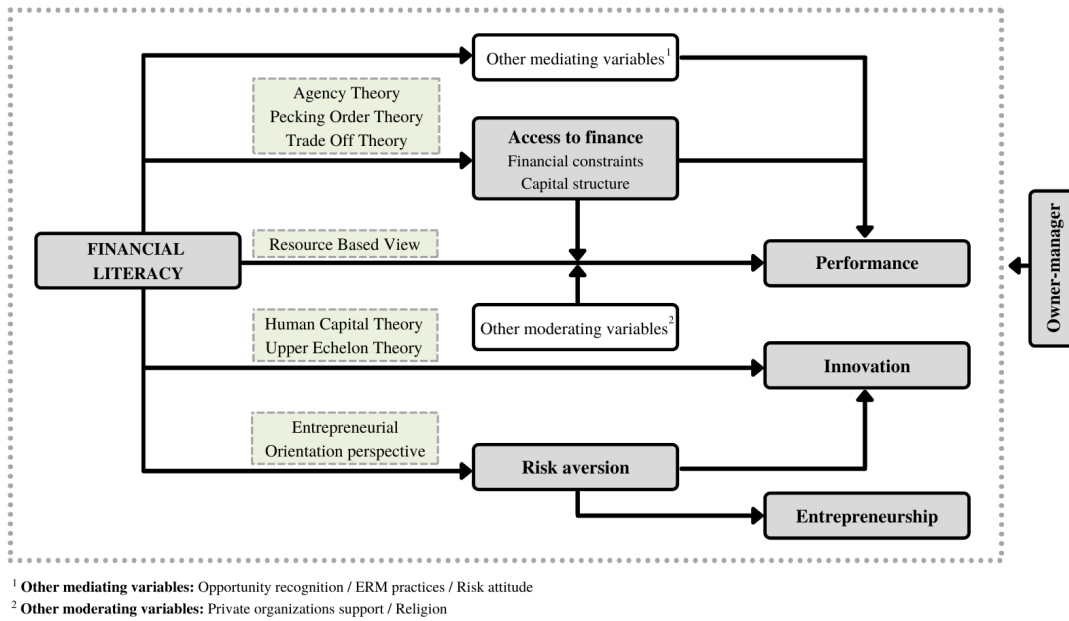 Other mediating variables1
Agency Theory
Pecking Order Theory
Trade Off Theory
Access to finance
Financial constraints
Capital structure
FINANCIAL
LITERACY
Resource Based View
Performance
Owner-manager
Human Capital Theory
Upper Echelon Theory
Other moderating variables2
Innovation
Entrepreneurial
Orientation perspective
Risk aversion
Entrepreneurship
1 Other mediating variables: Opportunity recognition / ERM practices / Risk attitude
2 Other moderating variables: Private organizations support / Religion